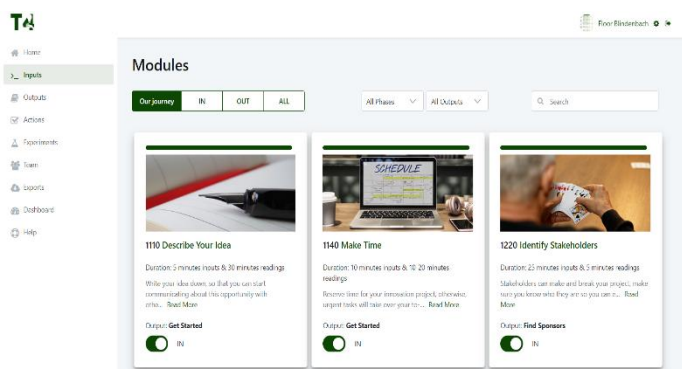 T
Floor Blindenbach
Home
>_ Inputs
Outputs
Actions
Experiments
Team
Exports
Dashboard
Help
Modules
Our journey IN OUT ALL
All Phases All Outputs Search
SCHEDULE
1110 Describe Your Idea
Duration: 5 minutes inputs & 30 minutes readings
Write your idea down, so that you can start
communicating about this opportunity with
othe... Read More
Output: Get Started
IN
1140 Make Time
Duration: 10 minutes inputs & 10-20 minutes
readings
Reserve time for your innovation project, otherwise,
urgent tasks will take over your to-... Read More
Output: Get Started
IN
1220 Identify Stakeholders
Duration: 25 minutes inputs & 5 minutes readings
Stakeholders can make and break your project, make
sure you know who they are so you can e... Read
More
Output: Find Sponsors
IN